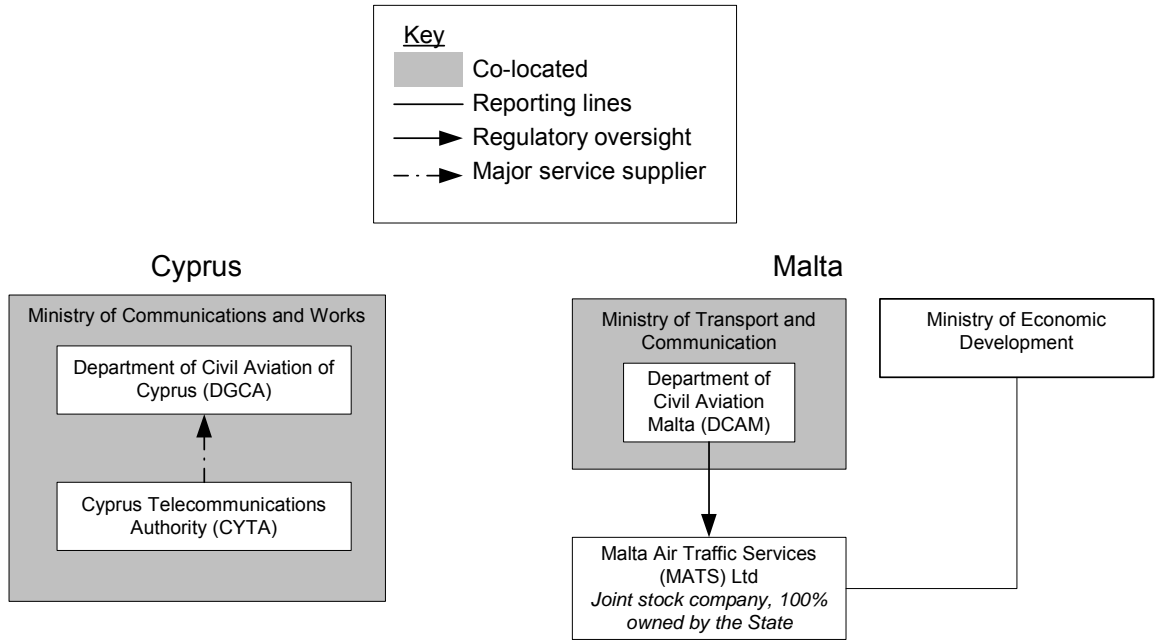 Key
Co-located
Reporting lines
Regulatory oversight
Major service supplier
Cyprus
Ministry of Communications and Works
Department of Civil Aviation of
Cyprus (DGCA)
Cyprus Telecommunications
Authority (CYTA)
Malta
Ministry of Transport and
Communication
Department of
Civil Aviation
Malta (DCAM)
Malta Air Traffic Services
(MATS) Ltd
Joint stock company, 100%
owned by the State
Ministry of Economic
Development